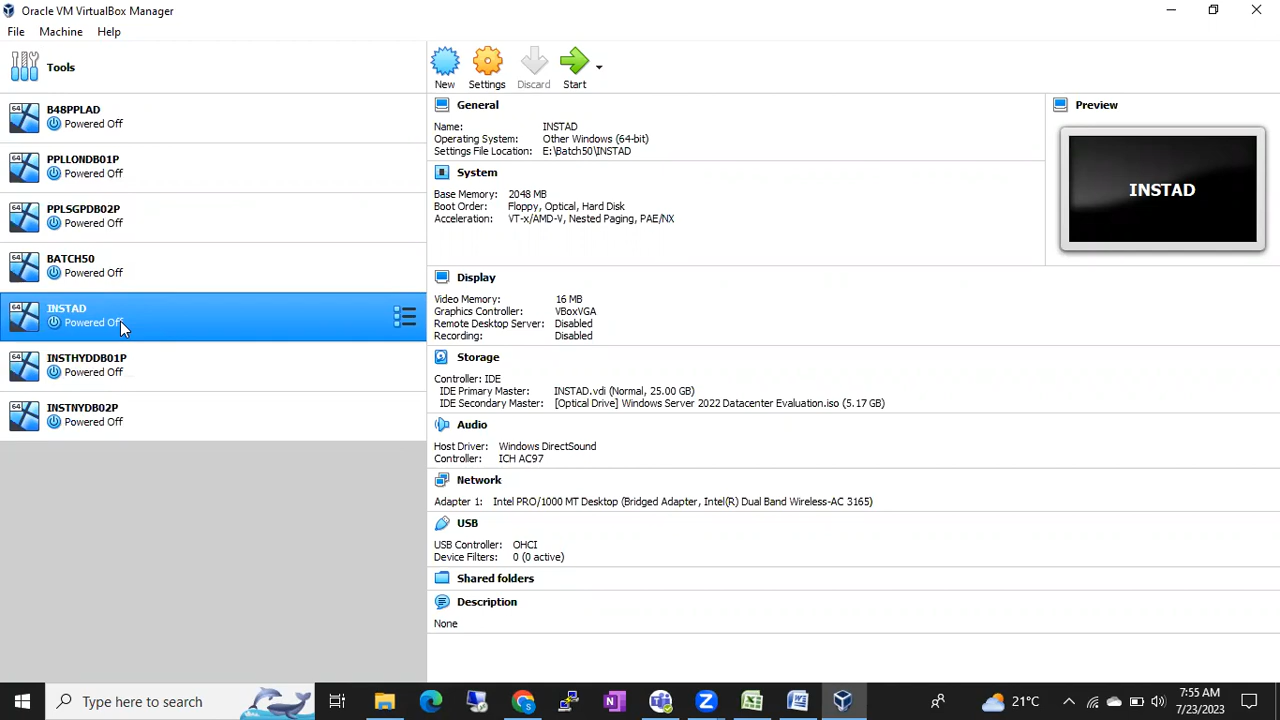 Oracle VM VirtualBox Manager
File Machine Help
Tools
New Settings Discard Start
64 B48PPLAD
Powered Off
64 PPLLONDB01P
Powered Off
64 PPLSGPDB02P
Powered Off
64 BATCH50
Powered Off
64 INSTAD
Powered Off
64 INSTHYDDB01P
Powered Off
64 INSTNYDB02P
Powered Off
General
Name: INSTAD
Operating System: Other Windows (64-bit)
Settings File Location: E:\Batch50\INSTAD
System
Base Memory: 2048 MB
Boot Order: Floppy, Optical, Hard Disk
Acceleration: VT-x/AMD-V, Nested Paging, PAE/NX
Preview
INSTAD
Display
Video Memory: 16 MB
Graphics Controller: VBoxVGA
Remote Desktop Server: Disabled
Recording: Disabled
Storage
Controller: IDE
IDE Primary Master: INSTAD.vdi (Normal, 25.00 GB)
IDE Secondary Master: [Optical Drive] Windows Server 2022 Datacenter Evaluation.iso (5.17 GB)
Audio
Host Driver: Windows DirectSound
Controller: ICH AC97
Network
Adapter 1: Intel PRO/1000 MT Desktop (Bridged Adapter, Intel(R) Dual Band Wireless-AC 3165)
USB
USB Controller: OHCI
Device Filters: 0 (0 active)
Shared folders
Description
None
Type here to search
21°C
7:55 AM
7/23/2023